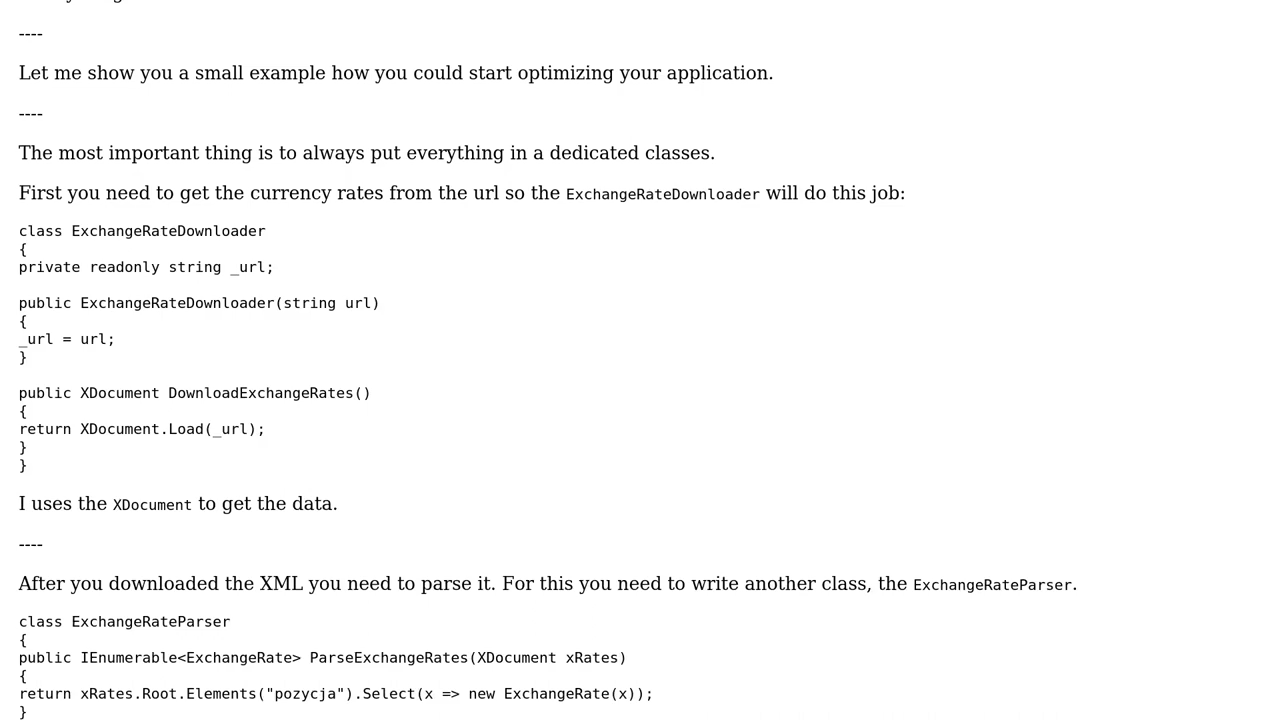 ----
Let me show you a small example how you could start optimizing your application.
----
The most important thing is to always put everything in a dedicated classes.
First you need to get the currency rates from the url so the ExchangeRateDownloader will do this job:
class ExchangeRateDownloader
{
private readonly string _url;
public ExchangeRateDownloader(string url)
{
_url = url;
}
public XDocument DownloadExchangeRates()
{
return XDocument.Load(_url);
}
}
I uses the XDocument to get the data.
----
After you downloaded the XML you need to parse it. For this you need to write another class, the ExchangeRateParser.
class ExchangeRateParser
{
public IEnumerable<ExchangeRate> ParseExchangeRates(XDocument xRates)
{
return xRates.Root.Elements("pozycja").Select(x => new ExchangeRate(x));
}